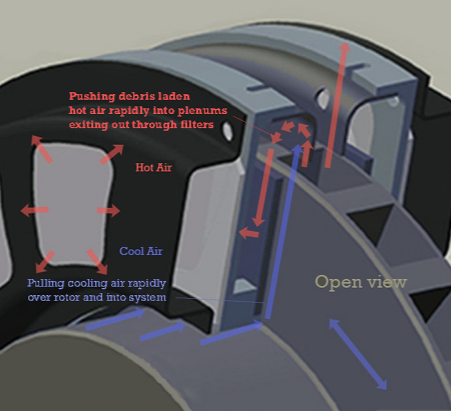 Pushing debris laden
hot air rapidly into plenums
exiting out through filters
Hot Air
Cool Air
Pulling cooling air rapidly
over rotor and into system
Open view